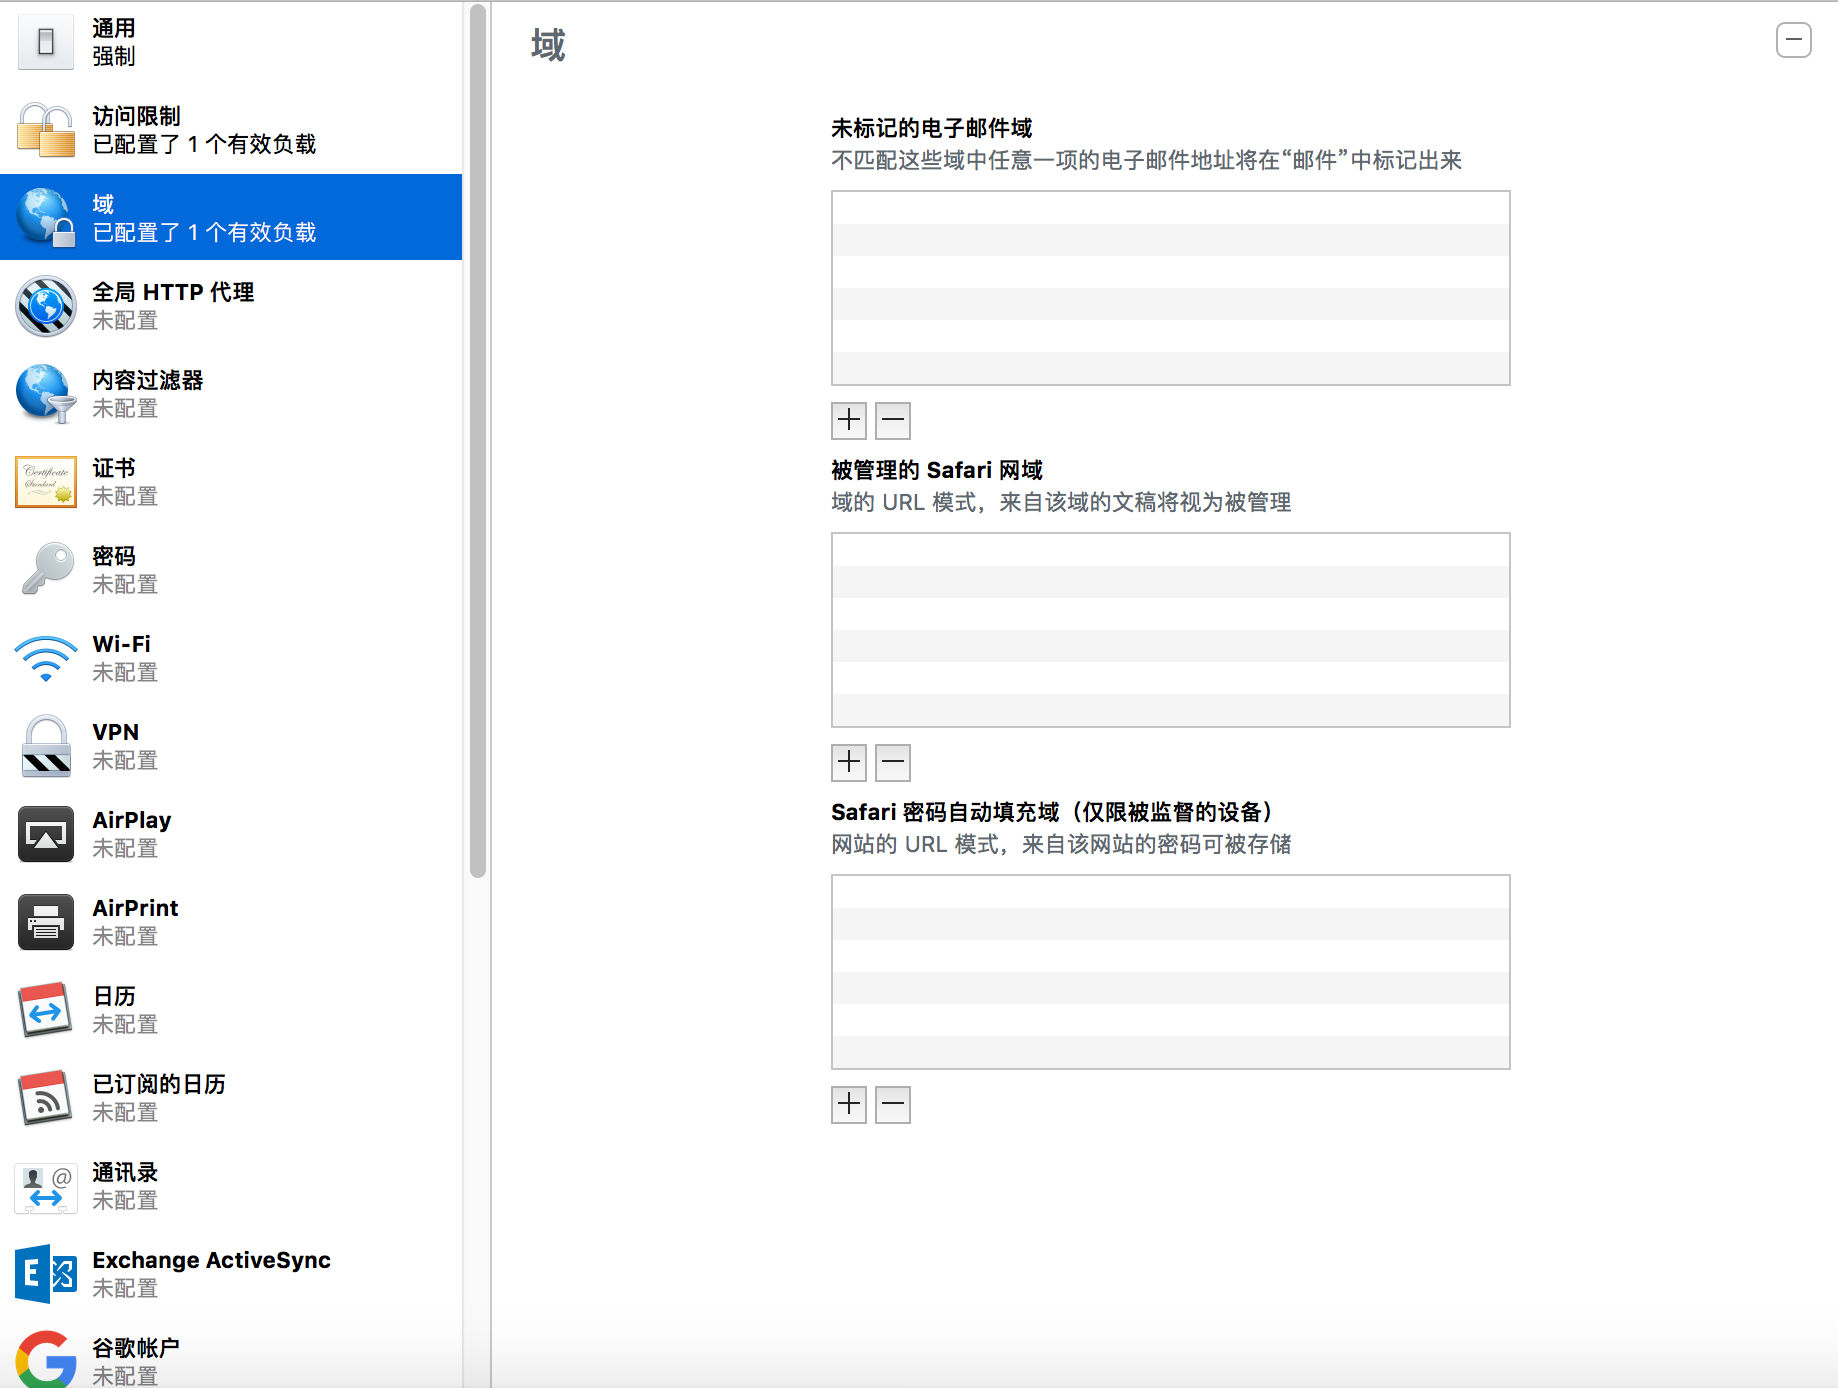 通用
强制
访问限制
已配置了 1 个有效负载
域
已配置了 1 个有效负载
全局 HTTP 代理
未配置
内容过滤器
未配置
Certificate
Standard
证书
未配置
密码
未配置
Wi-Fi
未配置
VPN
未配置
AirPlay
未配置
AirPrint
未配置
日历
未配置
已订阅的日历
未配置
@
通讯录
未配置
E
Exchange ActiveSync
未配置
G
谷歌帐户
未配置
域
未标记的电子邮件域
不匹配这些域中任意一项的电子邮件地址将在“邮件”中标记出来
被管理的 Safari 网域
域的 URL 模式，来自该域的文稿将视为被管理
Safari 密码自动填充域（仅限被监督的设备）
网站的 URL 模式，来自该网站的密码可被存储